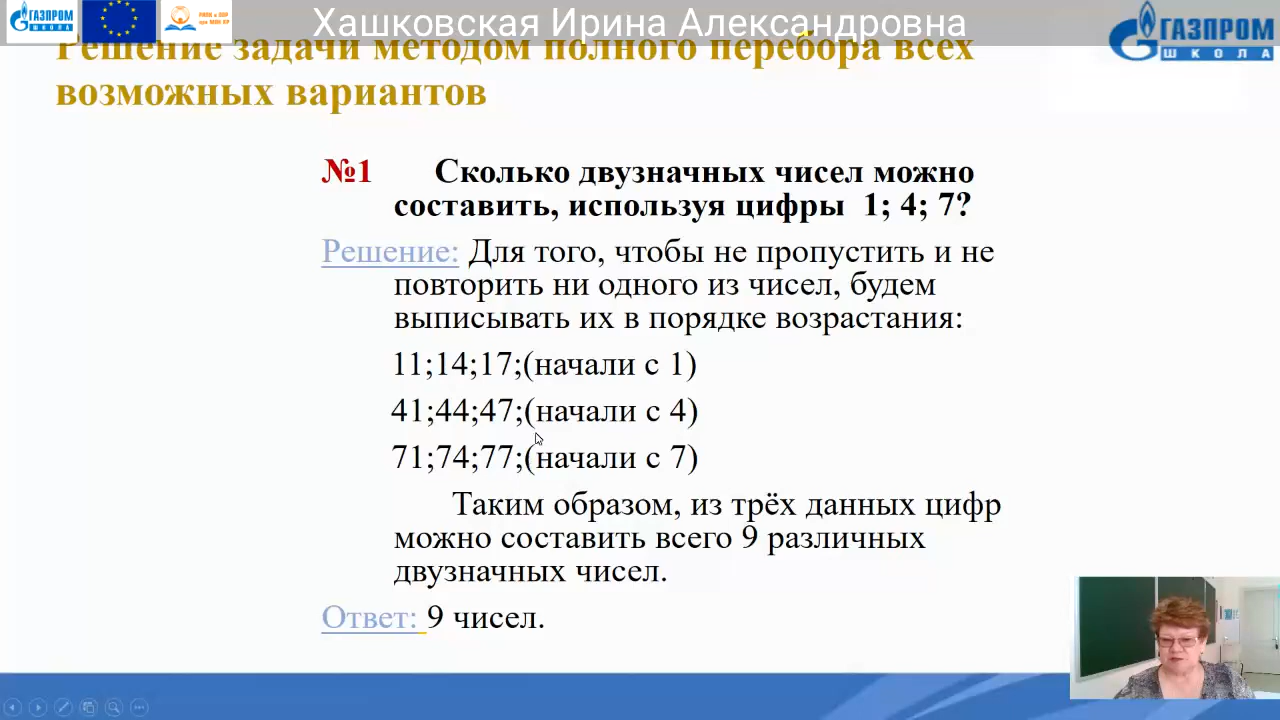 ГАЗПРОМ
ШКОЛА
Хашковская Ирина Александровна
ГАЗПРОМ
ШКОЛА
Решение задачи методом полного перебора всех
возможных вариантов
№1 Сколько двузначных чисел можно
составить, используя цифры 1; 4; 7?
Решение: Для того, чтобы не пропустить и не
повторить ни одного из чисел, будем
выписывать их в порядке возрастания:
11;14;17;(начали с 1)
41;44;47;(начали с 4)
71;74;77;(начали с 7)
Таким образом, из трёх данных цифр
можно составить всего 9 различных
двузначных чисел.
Ответ: 9 чисел.